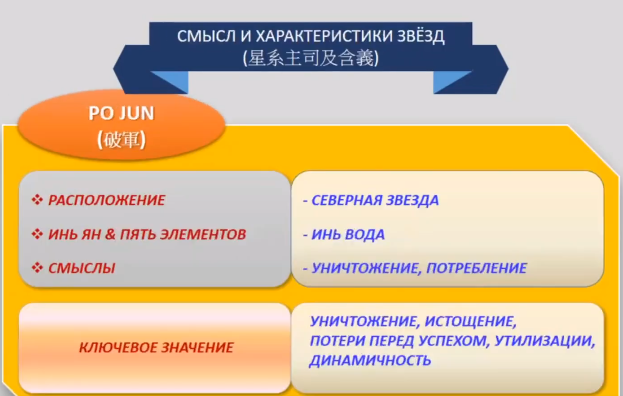 СМЫСЛ И ХАРАКТЕРИСТИКИ ЗВЁЗД
(星系主司及含義)
PO JUN
(破軍)
❖ РАСПОЛОЖЕНИЕ
❖ ИНЬ ЯН & ПЯТЬ ЭЛЕМЕНТОВ
❖ СМЫСЛЫ
- СЕВЕРНАЯ ЗВЕЗДА
- ИНЬ ВОДА
- УНИЧТОЖЕНИЕ, ПОТРЕБЛЕНИЕ
КЛЮЧЕВОЕ ЗНАЧЕНИЕ
УНИЧТОЖЕНИЕ, ИСТОЩЕНИЕ,
ПОТЕРИ ПЕРЕД УСПЕХОМ, УТИЛИЗАЦИИ,
ДИНАМИЧНОСТЬ